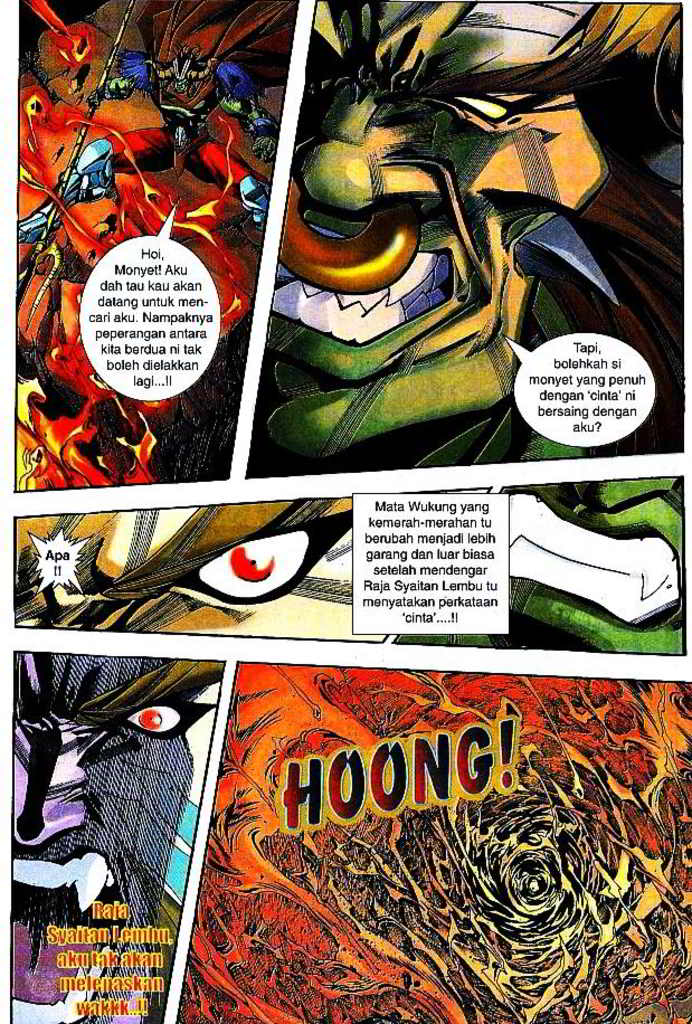 Hoi,
Monyet! Aku
dah tau kau akan
datang untuk men-
cari aku. Nampaknya
peperangan antara
kita berdua ni tak
boleh dielakkan
lagi...!!
Tapi,
bolehkah si
monyet yang penuh
dengan 'cinta' ni
bersaing dengan
aku?
Apa
!!
Mata Wukung yang
kemerah-merahan tu
berubah menjadi lebih
garang dan luar biasa
setelah mendengar
Raja Syaitan Lembu tu
menyatakan perkataan
'cinta'....!!
HOONG!
Raja
Syaitan Lembu,
aku tak akan
melepaskan
wakkk...!!